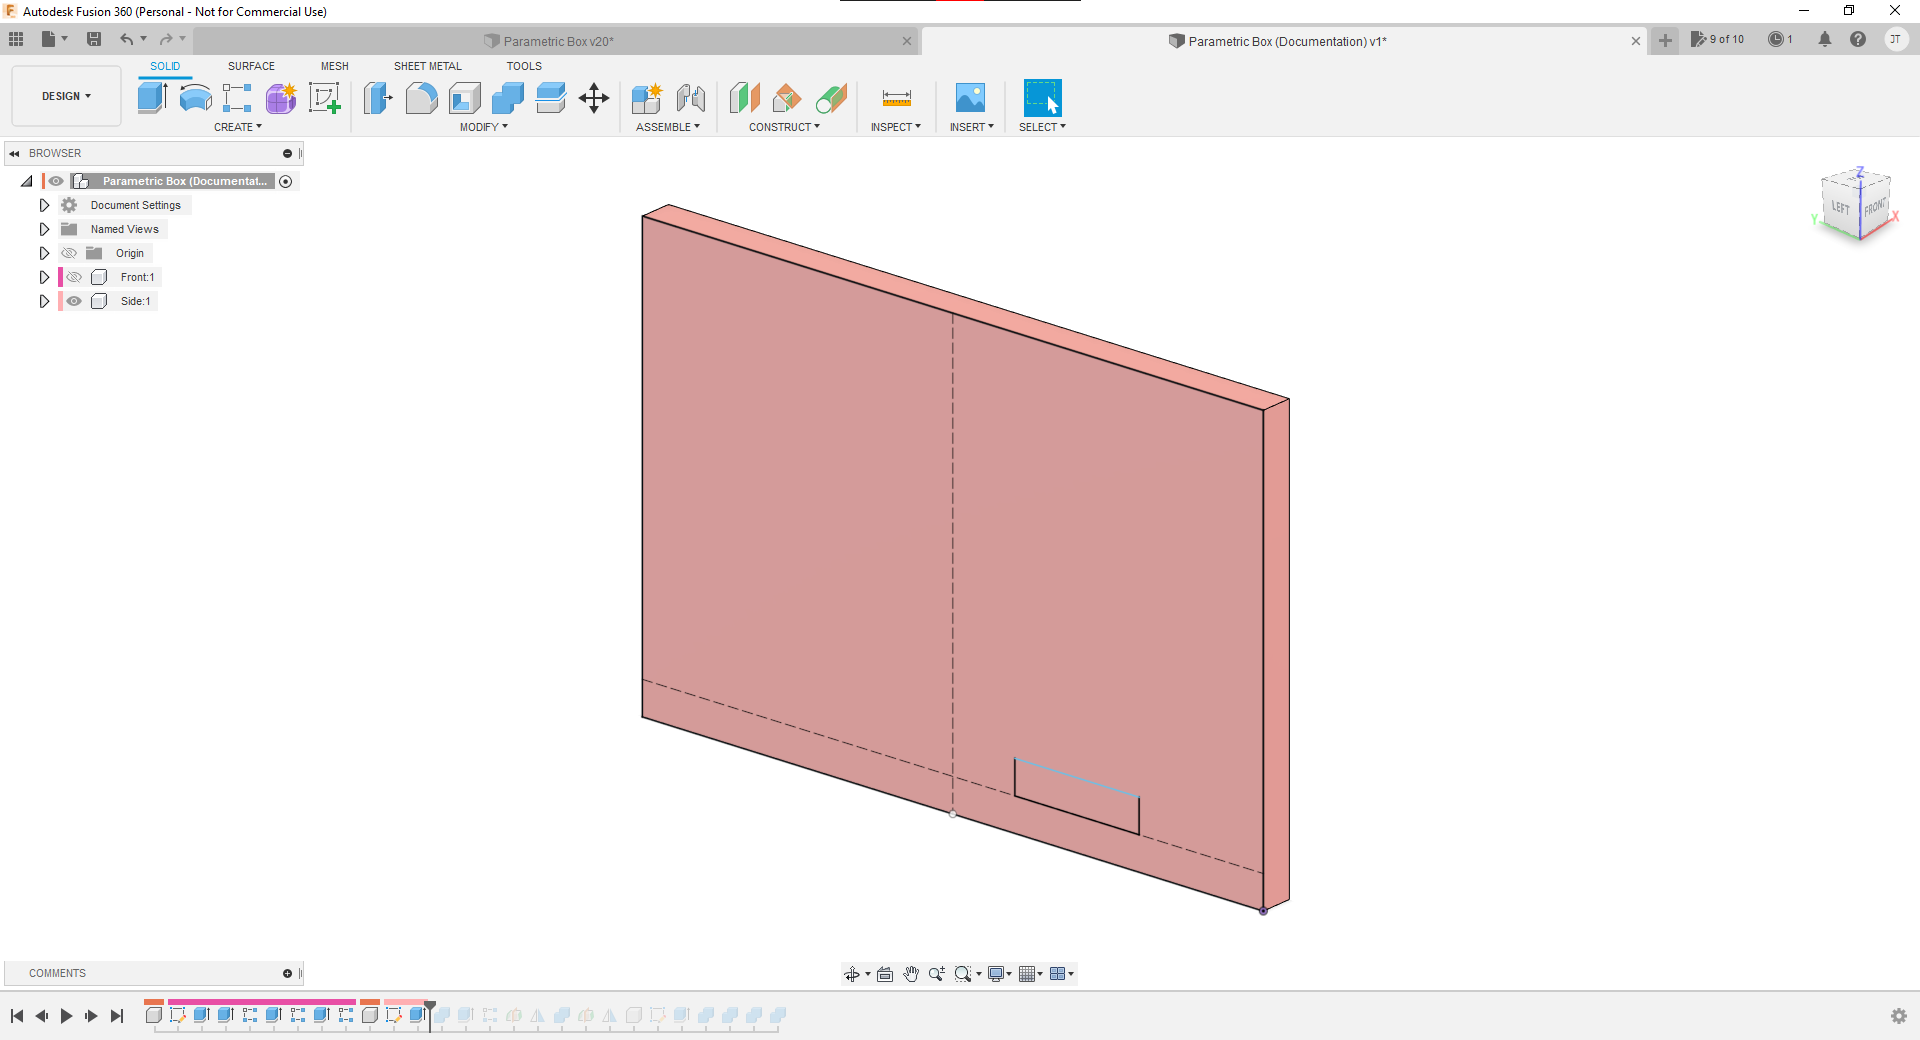 Autodesk Fusion 360 (Personal - Not for Commercial Use)
Parametric Box v20*
Parametric Box (Documentation) v1*
9 of 10
1
JT
DESIGN
SOLID
SURFACE
MESH
SHEET METAL
TOOLS
CREATE
MODIFY
ASSEMBLE
CONSTRUCT
INSPECT
INSERT
SELECT
BROWSER
Parametric Box (Documentat...
Document Settings
Named Views
Origin
Front:1
Side:1
Z
LEFT
FRONT
Y
X
COMMENTS